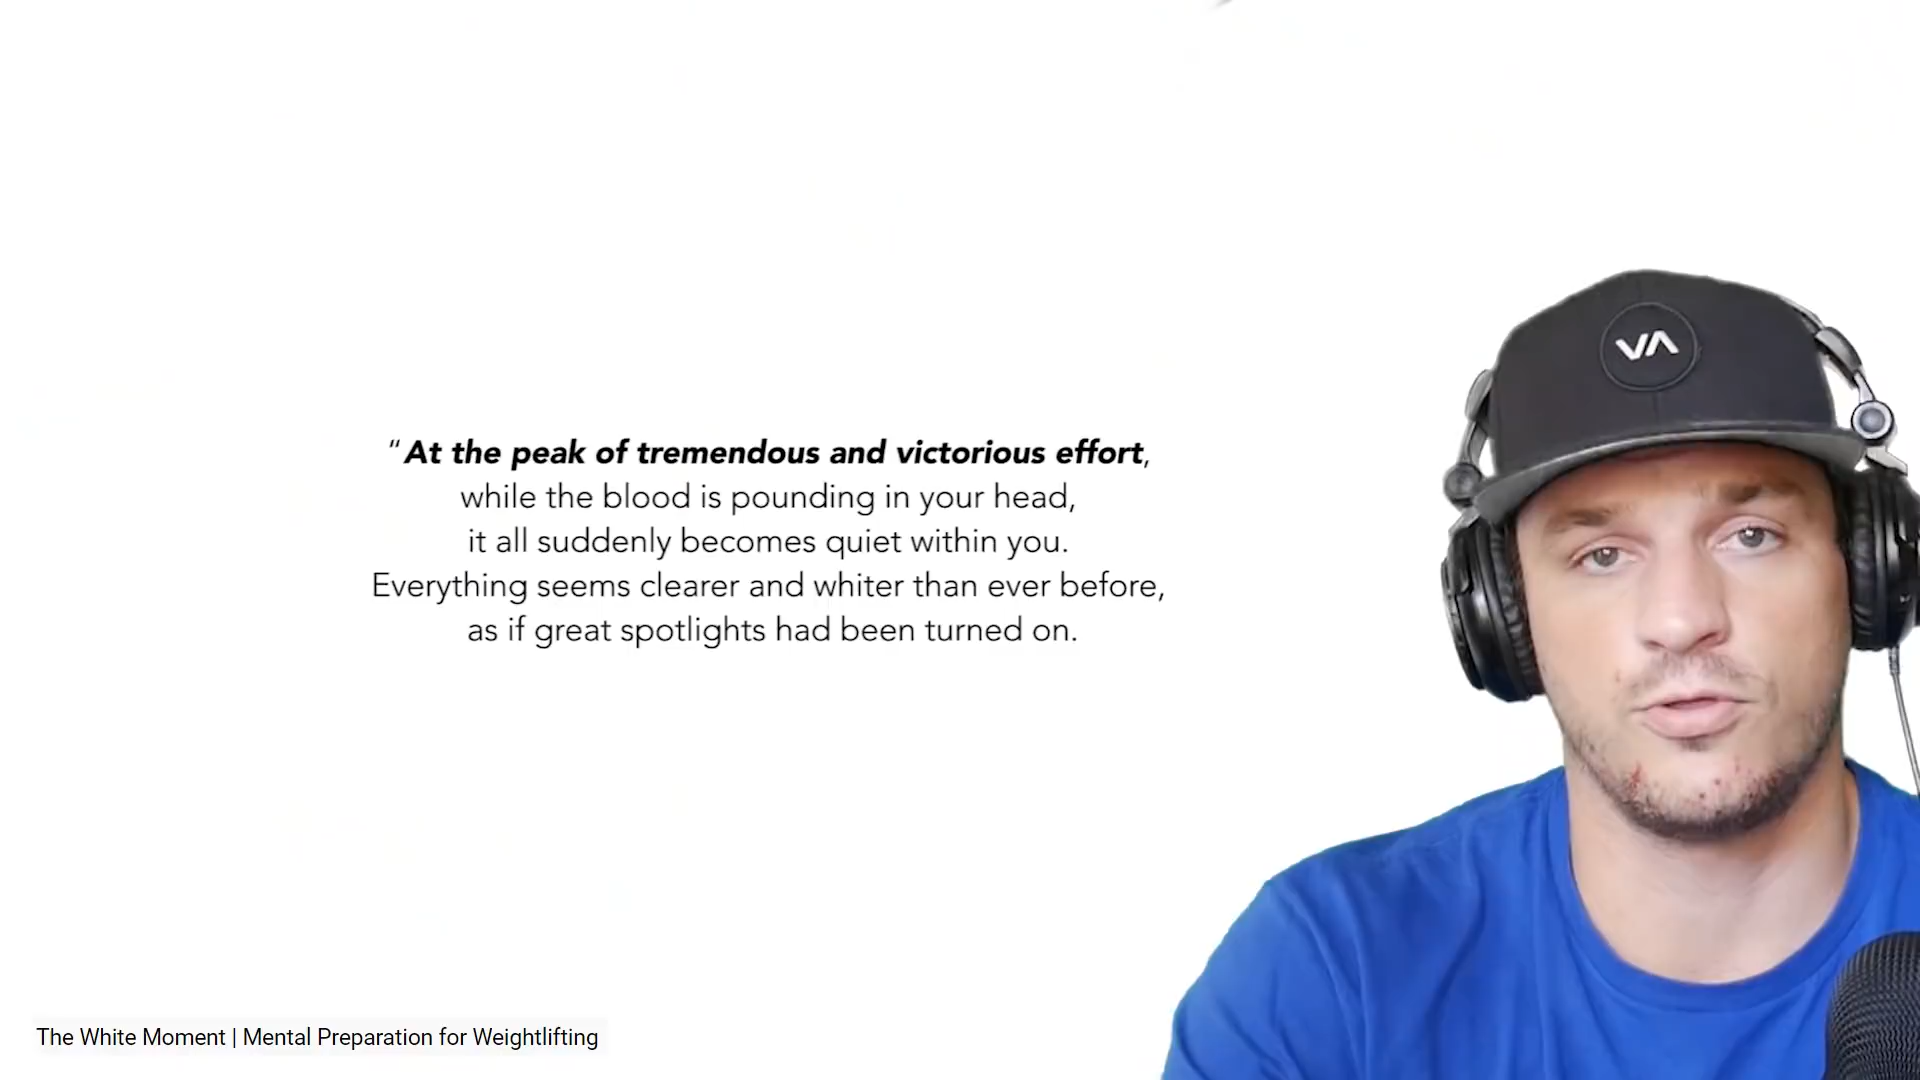 VA
“At the peak of tremendous and victorious effort,
while the blood is pounding in your head,
it all suddenly becomes quiet within you.
Everything seems clearer and whiter than ever before,
as if great spotlights had been turned on.
The White Moment | Mental Preparation for Weightlifting